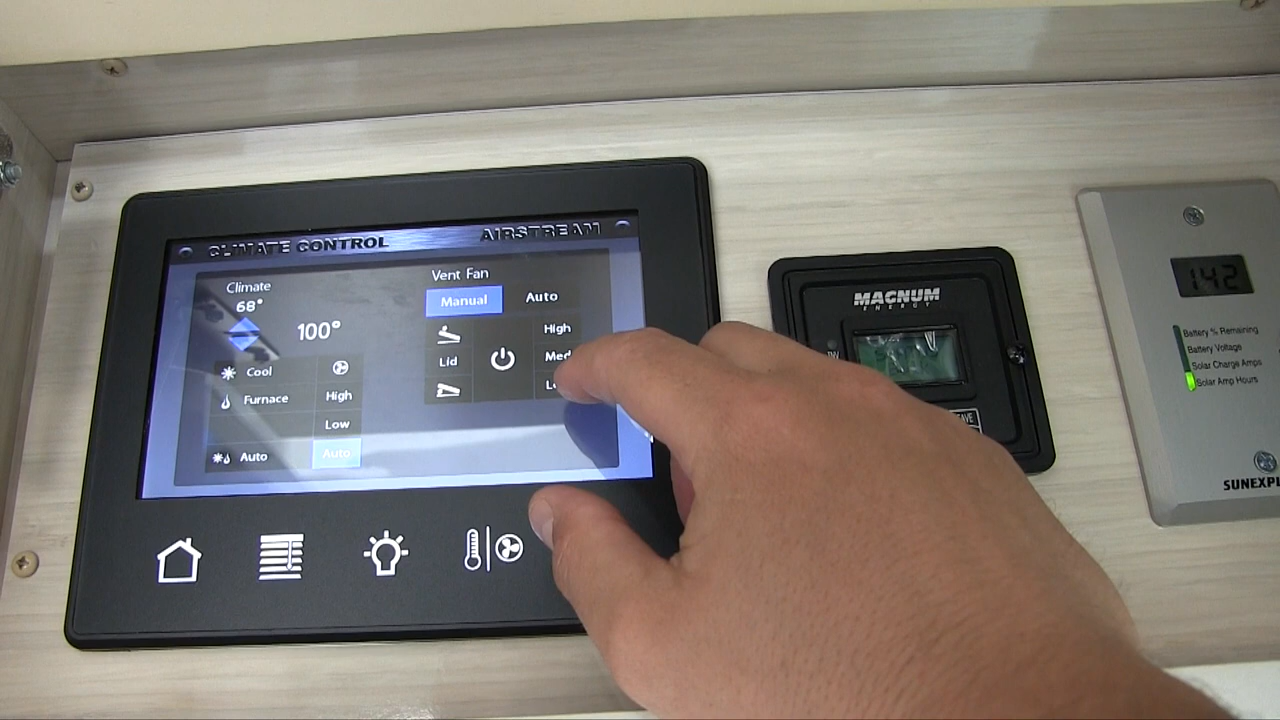 CLIMATE CONTROL
AIRSTREAM
Climate
68°
100°
Cool
Furnace
High
Low
Auto
Auto
Vent Fan
Manual
Auto
High
Lid
Med
MAGNUM
ENERGY
142
Battery % Remaining
Battery Voltage
Solar Charge Amps
Solar Amp Hours
SUNEXPL